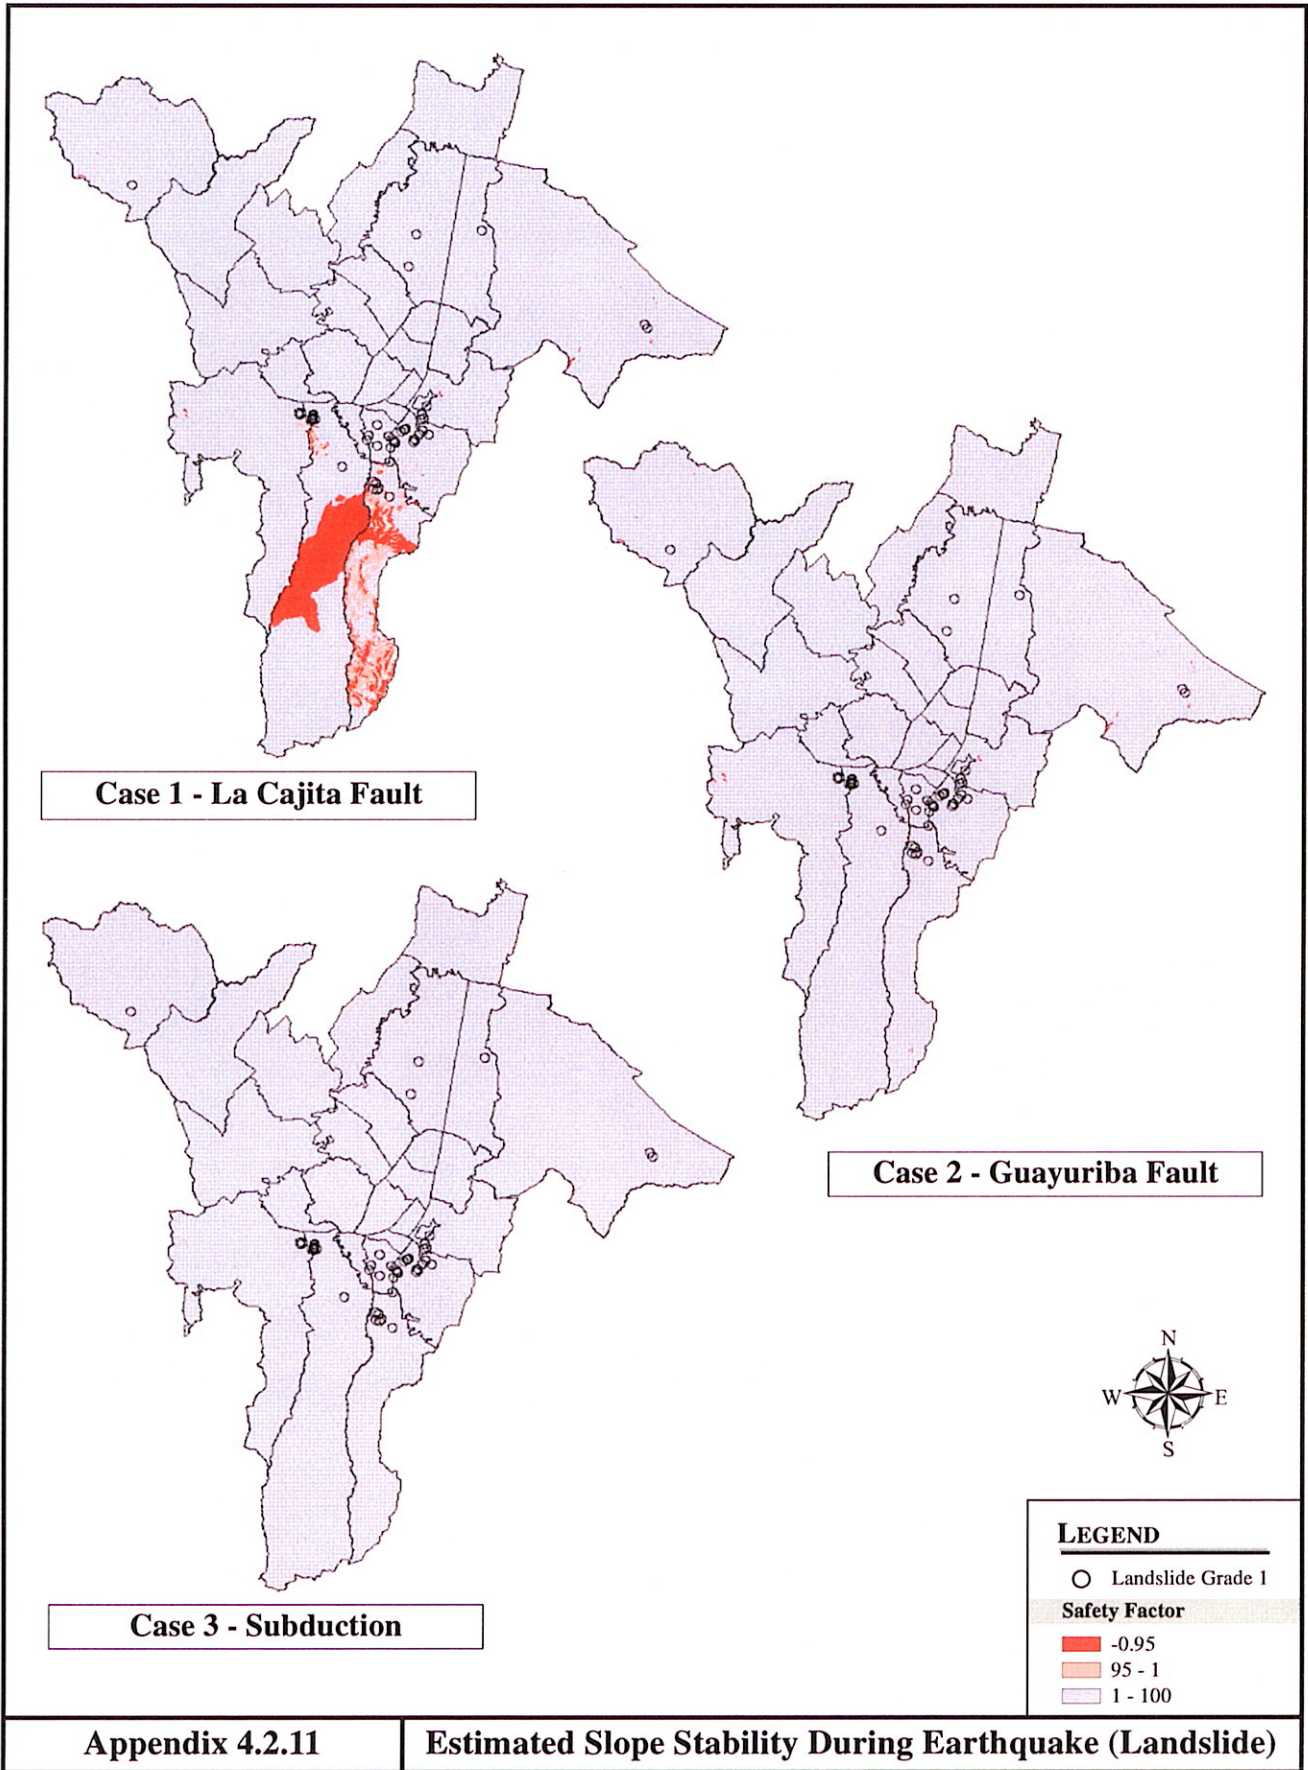 Case 1 - La Cajita Fault
Case 2 - Guayuriba Fault
Case 3 - Subduction
N
W
E
S
LEGEND
Landslide Grade 1
Safety Factor
-0.95
95 - 1
1 - 100
Appendix 4.2.11
Estimated Slope Stability During Earthquake (Landslide)